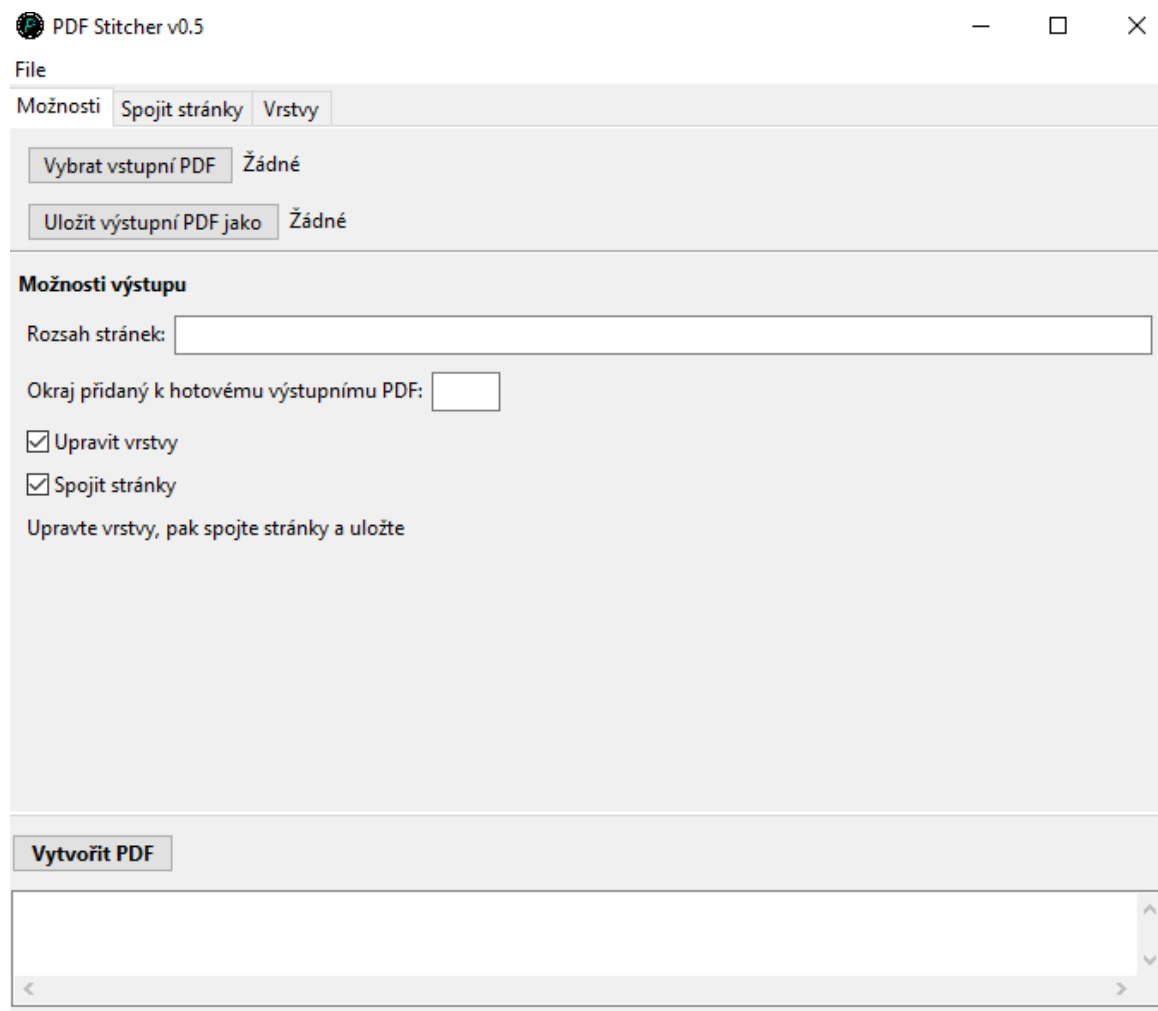 PDF Stitcher v0.5
File
Možnosti Spojit stránky Vrstvy
Vybrat vstupní PDF Žádné
Uložit výstupní PDF jako Žádné
Možnosti výstupu
Rozsah stránek:
Okraj přidaný k hotovému výstupnímu PDF:
Upravit vrstvy
Spojit stránky
Upravte vrstvy, pak spojte stránky a uložte
Vytvořit PDF